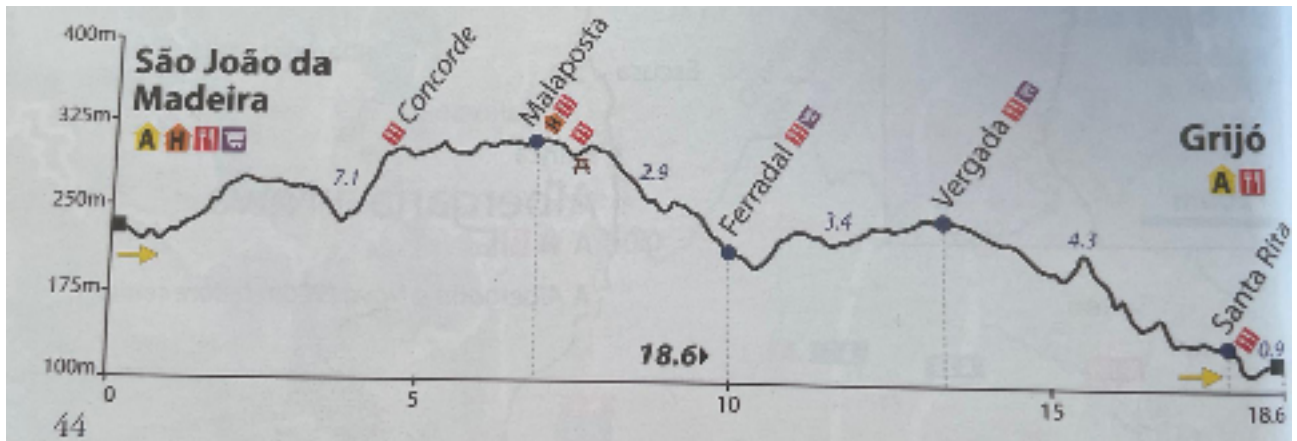 400m
São João da
Madeira
A H
325m
250m
175m
100m
7.1
Concorde
Malaposta
B
2.9
Ferradal
3.4
Vergada
4.3
Grijó
A
Santa Rita
0.9
18.6
0
5
10
15
18.6
44